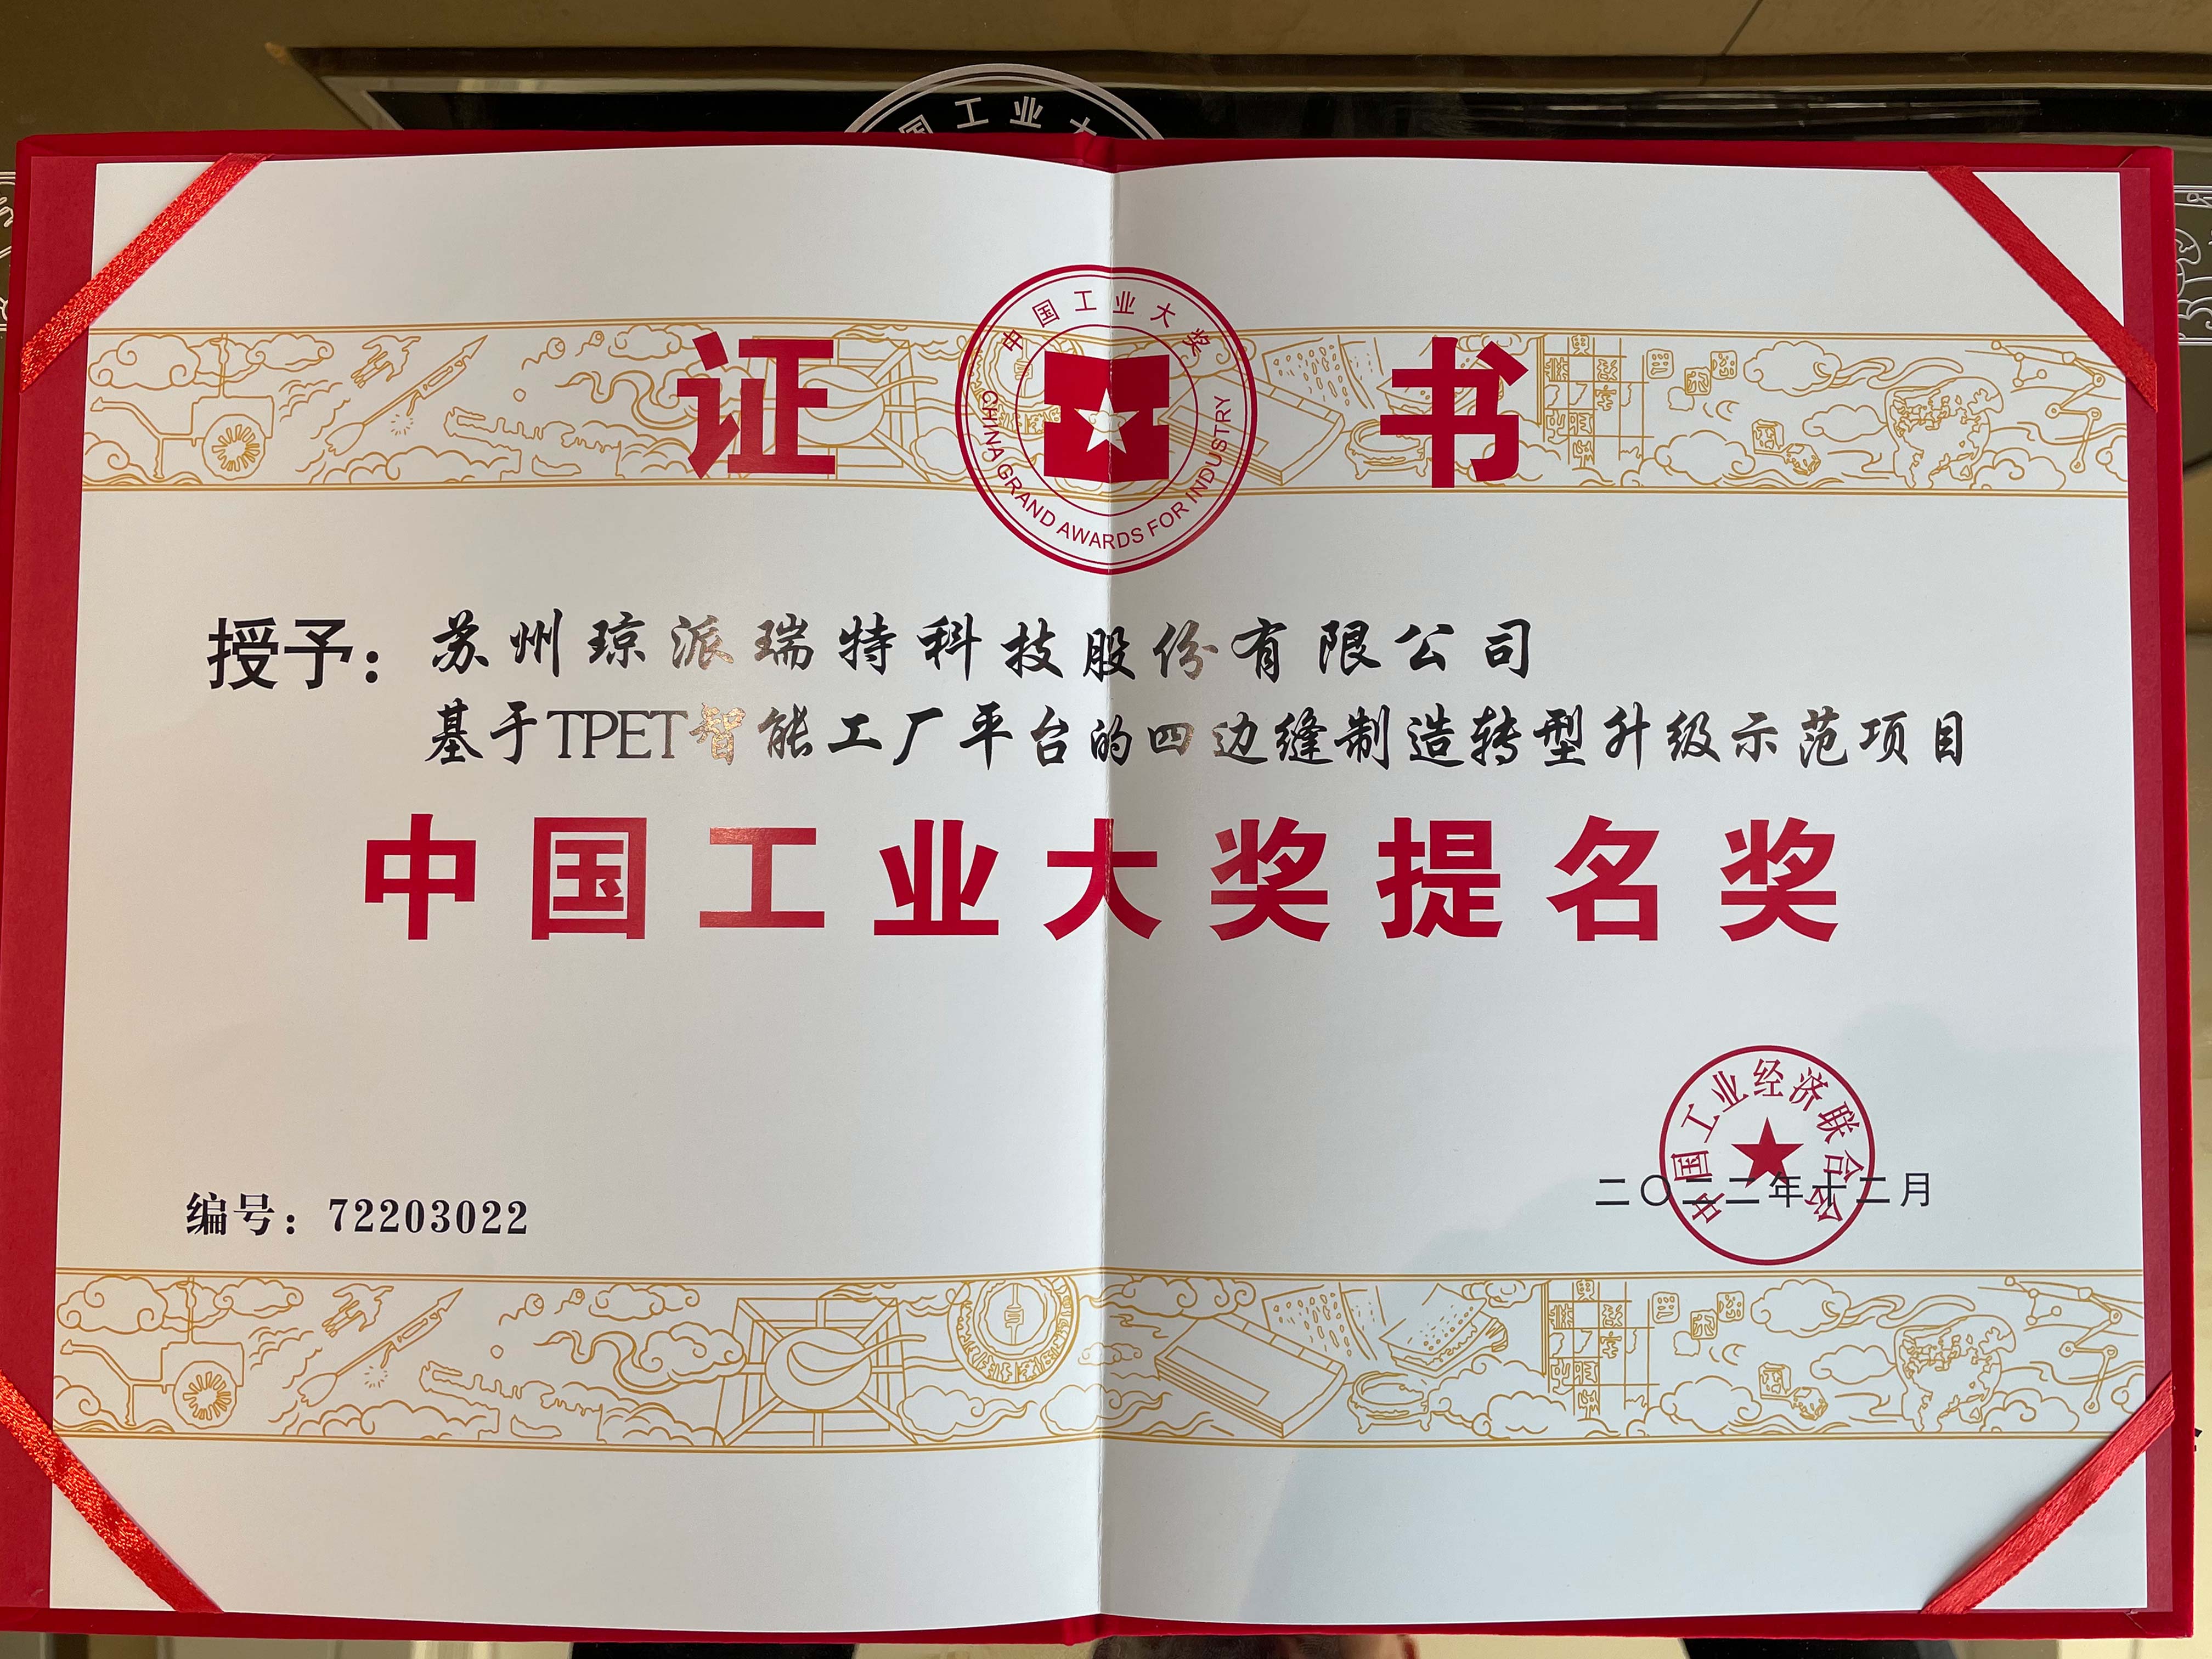 国工业大
中国工业大奖
CHINA GRAND AWARDS FOR INDUSTRY
证书
授予：苏州琼派瑞特科技股份有限公司
基于TPET智能工厂平台的四边缝制造转型升级示范项目
中国工业大奖提名奖
中国工业经济联合会
二〇二二年十二月
编号：72203022